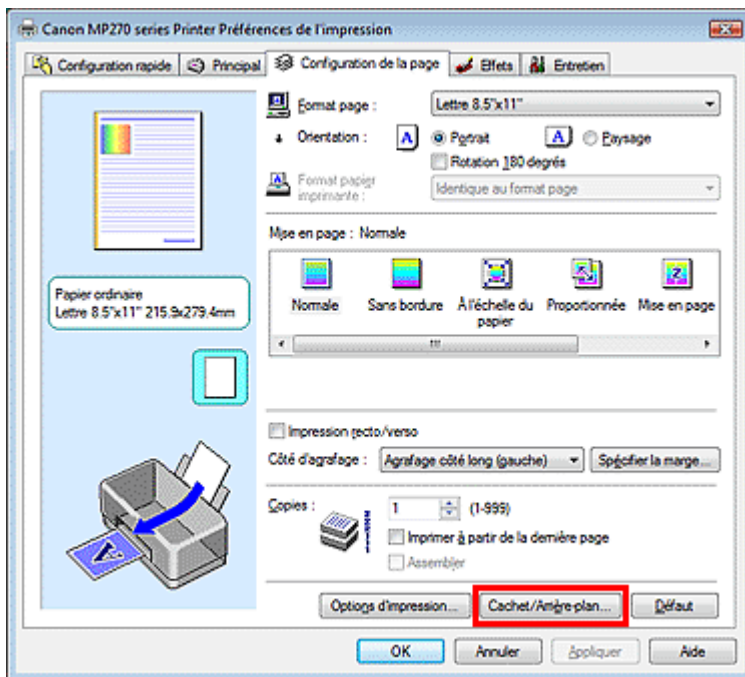 Canon MP270 series Printer Préférences de l'impression
Configuration rapide
Principal
Configuration de la page
Effets
Entretien
Format page :
Lettre 8.5"x11"
Orientation :
A
Portrait
A
Paysage
Rotation 180 degrés
Format papier
imprimante :
Identique au format page
Mise en page : Normale
Normale
Sans bordure
À l'échelle du
papier
Proportionnée
Mise en page
Papier ordinaire
Lettre 8.5"x11" 215.9x279.4mm
Impression recto/verso
Côté d'agrafage :
Agrafage côté long (gauche)
Spécifier la marge...
Copies :
1
(1-999)
Imprimer à partir de la dernière page
Assembler
Options d'impression...
Cachet/Arrière-plan...
Défaut
OK
Annuler
Appliquer
Aide